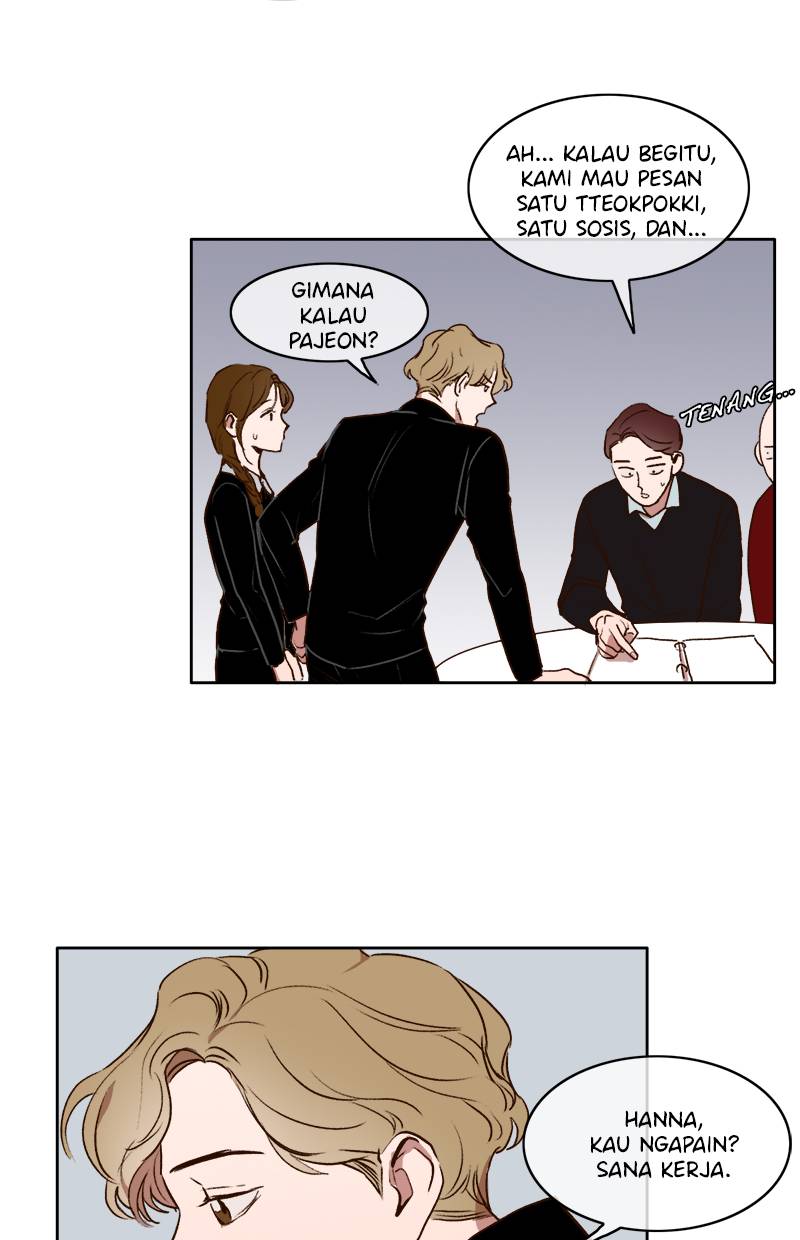 AH... KALAU BEGITU,
KAMI MAU PESAN
SATU TTEOKPOKKI,
SATU SOSIS, DAN...
GIMANA
KALAU
PAJEON?
TENANG...
HANNA,
KAU NGAPAIN?
SANA KERJA.